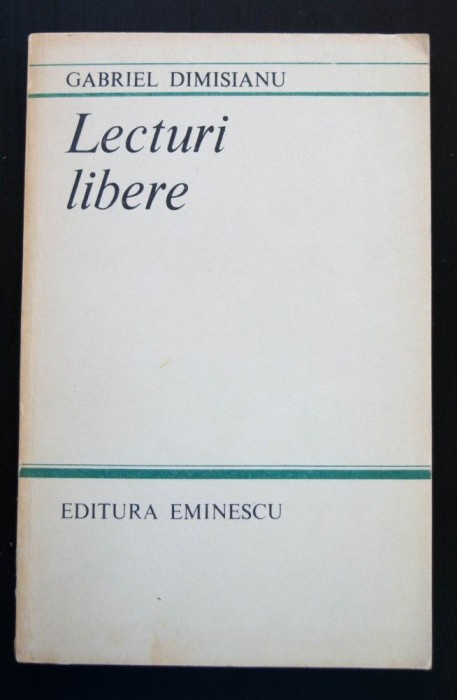 GABRIEL DIMISIANU
Lecturi
libere
EDITURA EMINESCU